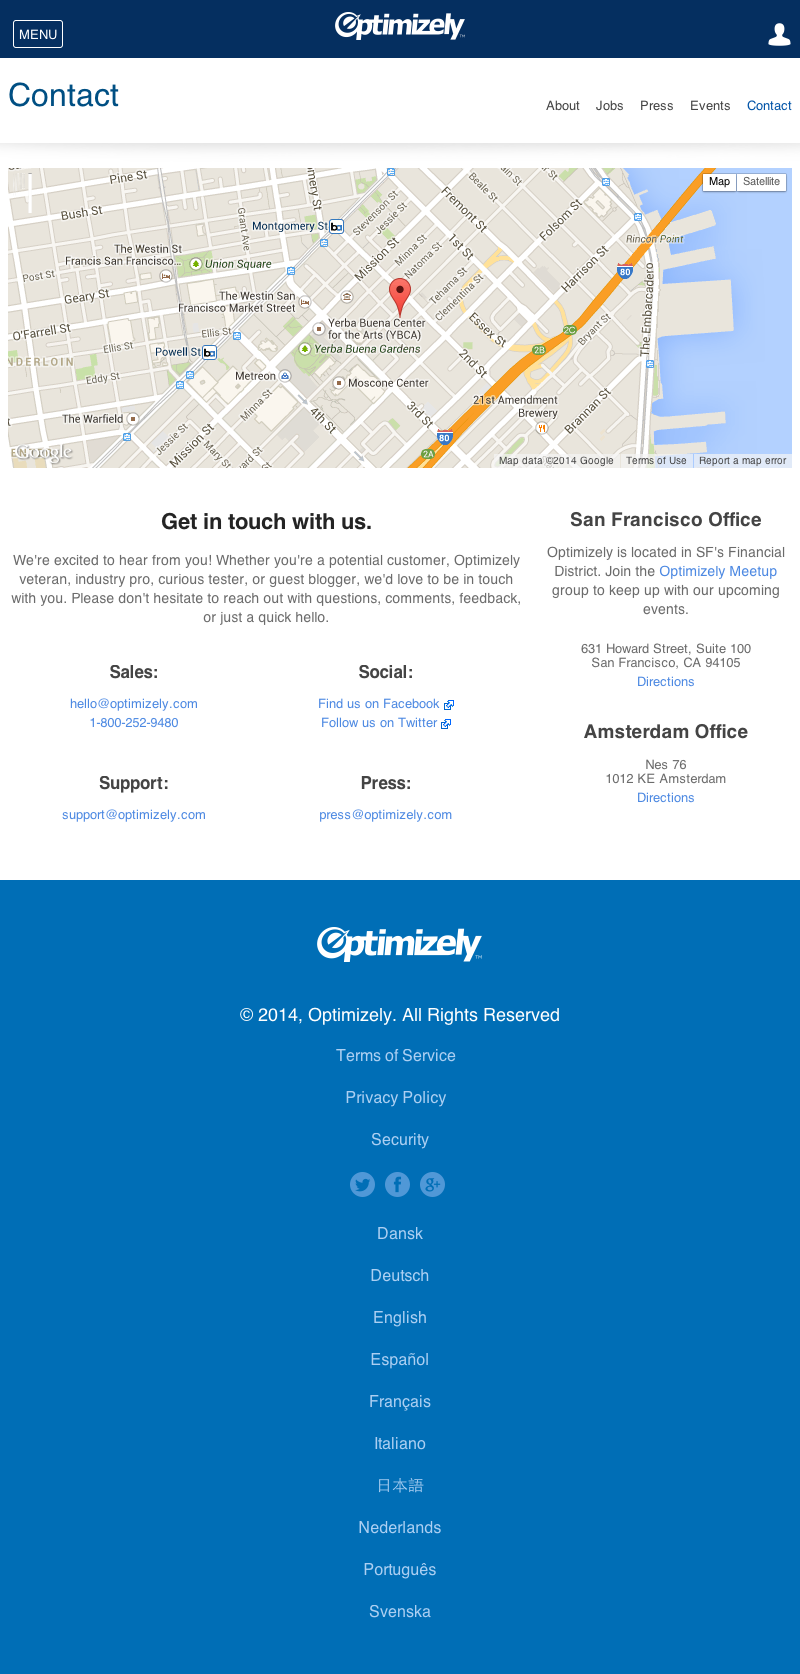 MENU
Optimizely
Contact
About Jobs Press Events Contact
Map Satellite
Pine St
Bush St
Grant Ave
Montgomery St
Stevenson St
Jessie St
Fremont St
Folsom St
Rincon Point
The Westin St
Francis San Francisco...
Union Square
Mission St
Minna St
Natoma St
1st St
Harrison St
80
The Embarcadero
Post St
Geary St
The Westin San
Francisco Market Street
Tehama St
Clementina St
O'Farrell St
Ellis St
Ellis St
Yerba Buena Center
for the Arts (YBCA)
Yerba Buena Gardens
Essex St
2C
Bryant St
2B
Powell St
Eddy St
Metreon
Moscone Center
2nd St
21st Amendment
Brewery
Brannan St
The Warfield
Minna St
4th St
3rd St
Jessie St
Mission St
80
2A
Google
Map data ©2014 Google Terms of Use Report a map error
Get in touch with us.
We're excited to hear from you! Whether you're a potential customer, Optimizely
veteran, industry pro, curious tester, or guest blogger, we'd love to be in touch
with you. Please don't hesitate to reach out with questions, comments, feedback,
or just a quick hello.
Sales:
hello@optimizely.com
1-800-252-9480
Social:
Find us on Facebook
Follow us on Twitter
Support:
support@optimizely.com
Press:
press@optimizely.com
San Francisco Office
Optimizely is located in SF's Financial
District. Join the Optimizely Meetup
group to keep up with our upcoming
events.
631 Howard Street, Suite 100
San Francisco, CA 94105
Directions
Amsterdam Office
Nes 76
1012 KE Amsterdam
Directions
Optimizely
© 2014, Optimizely. All Rights Reserved
Terms of Service
Privacy Policy
Security
Dansk
Deutsch
English
Español
Français
Italiano
日本語
Nederlands
Português
Svenska